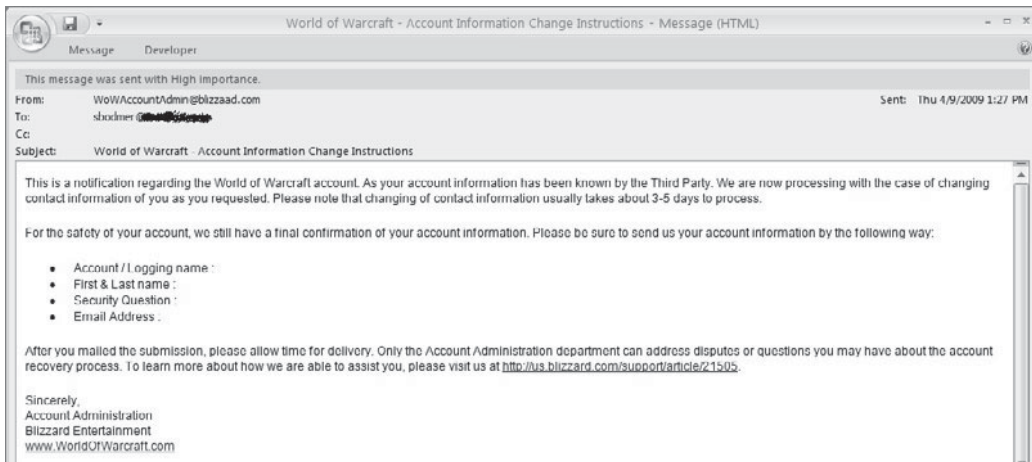 World of Warcraft - Account Information Change Instructions - Message (HTML)
Message Developer
This message was sent with High Importance.
From: WoWAccountAdmin@blizzaad.com Sent: Thu 4/9/2009 1:27 PM
To: sbodmer@
Cc:
Subject: World of Warcraft - Account Information Change Instructions
This is a notification regarding the World of Warcraft account. As your account information has been known by the Third Party. We are now processing with the case of changing
contact information of you as you requested. Please note that changing of contact information usually takes about 3-5 days to process.
For the safety of your account, we still have a final confirmation of your account information. Please be sure to send us your account information by the following way:
• Account / Logging name :
• First & Last name :
• Security Question :
• Email Address :
After you mailed the submission, please allow time for delivery. Only the Account Administration department can address disputes or questions you may have about the account
recovery process. To learn more about how we are able to assist you, please visit us at http://us.blizzard.com/support/article/21505.
Sincerely,
Account Administration
Blizzard Entertainment
www.WorldOfWarcraft.com